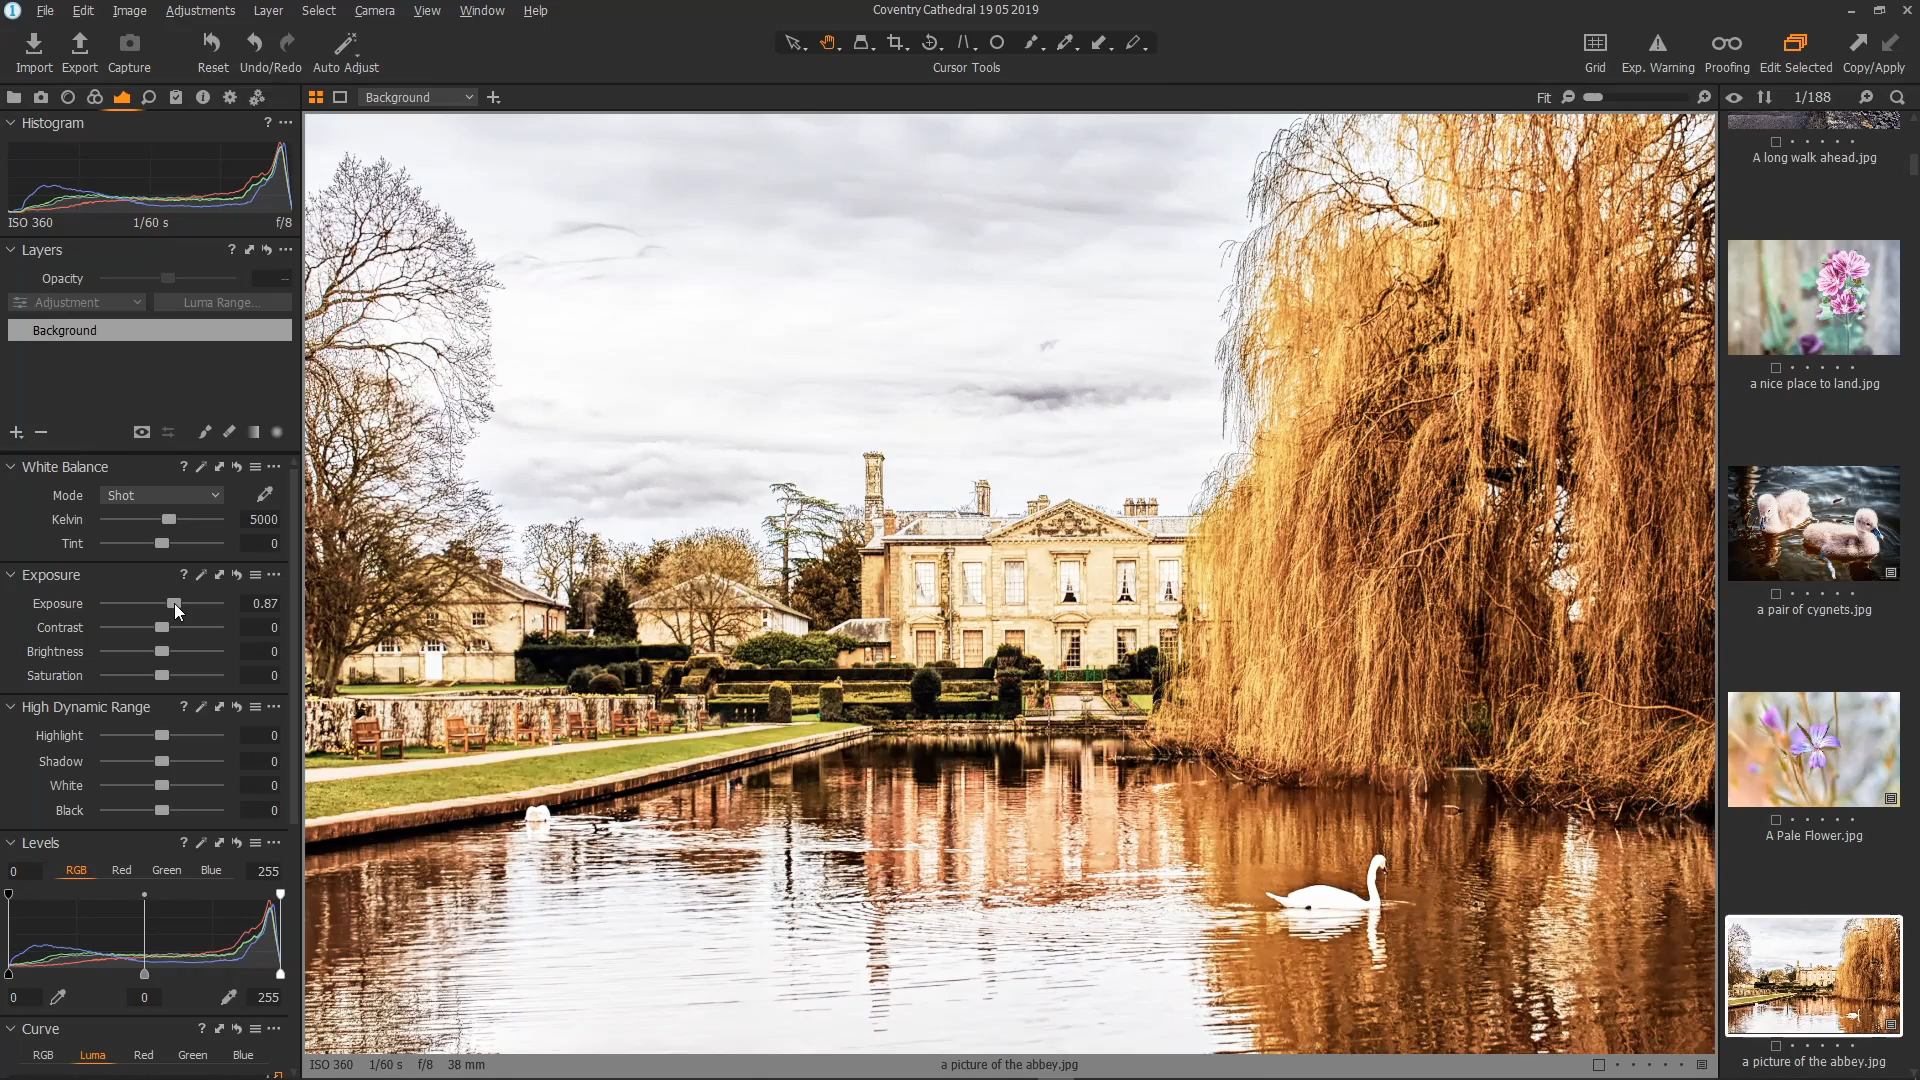 1 File Edit Image Adjustments Layer Select Camera View Window Help
Coventry Cathedral 19 05 2019
Import Export Capture Reset Undo/Redo Auto Adjust
Cursor Tools
Grid Exp. Warning Proofing Edit Selected Copy/Apply
Background
Fit
1/188
Histogram ?
ISO 360 1/60 s f/8
Layers ?
Opacity --
Adjustment Luma Range...
Background
White Balance ?
Mode Shot
Kelvin 5000
Tint 0
Exposure ?
Exposure 0.87
Contrast 0
Brightness 0
Saturation 0
High Dynamic Range ?
Highlight 0
Shadow 0
White 0
Black 0
Levels ?
0 RGB Red Green Blue 255
0 0 255
Curve ?
RGB Luma Red Green Blue
ISO 360 1/60 s f/8 38 mm
a picture of the abbey.jpg
A long walk ahead.jpg
a nice place to land.jpg
a pair of cygnets.jpg
A Pale Flower.jpg
a picture of the abbey.jpg